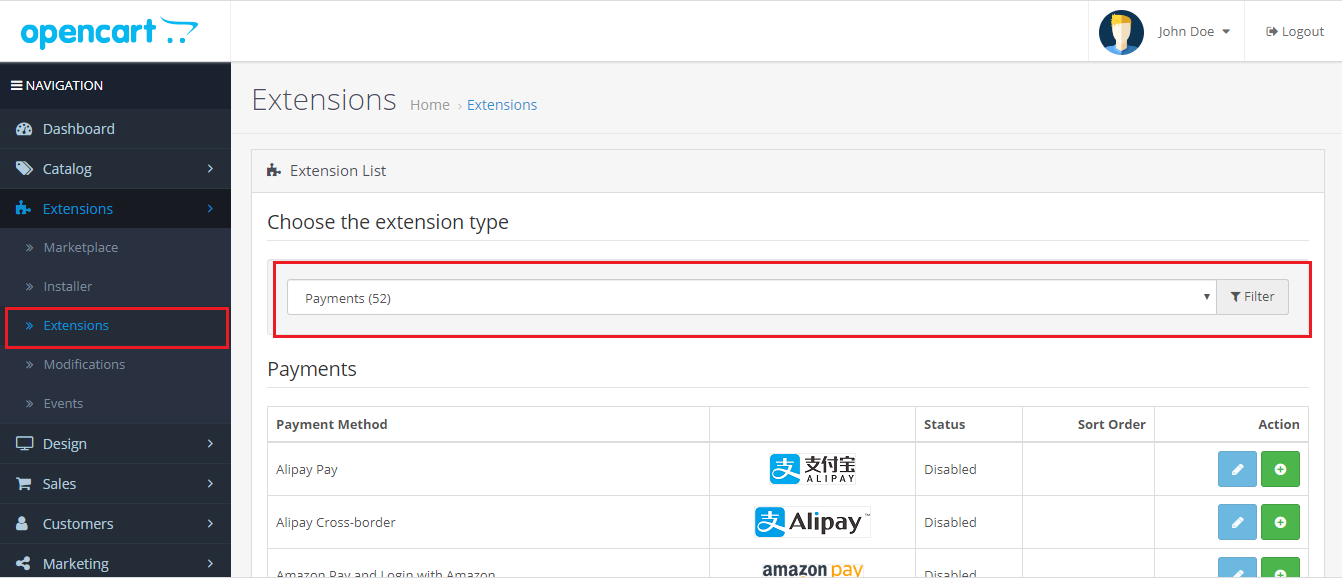 opencart
John Doe
Logout
NAVIGATION
Dashboard
Catalog
Extensions
Marketplace
Installer
Extensions
Modifications
Events
Design
Sales
Customers
Marketing
Extensions Home › Extensions
Extension List
Choose the extension type
Payments (52) Filter
Payments
Payment Method Status Sort Order Action
Alipay Pay 支付宝 ALIPAY Disabled
Alipay Cross-border 支 Alipay™ Disabled
Amazon Pay and Login with Amazon amazon pay Disabled